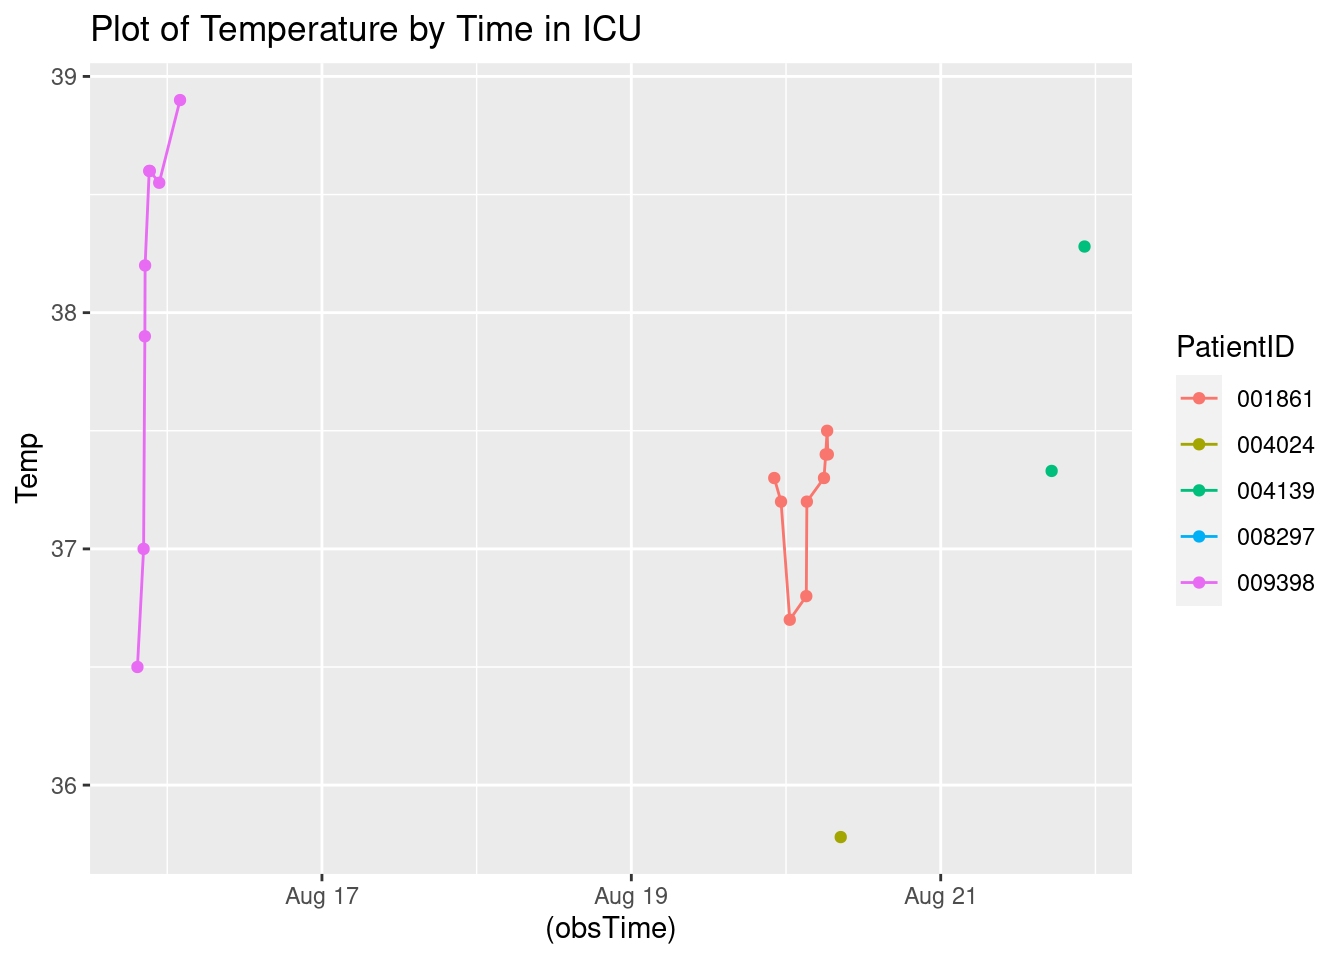 Plot of Temperature by Time in ICU
39
38
37
36
Temp
Aug 17
Aug 19
Aug 21
(obsTime)
PatientID
001861
004024
004139
008297
009398